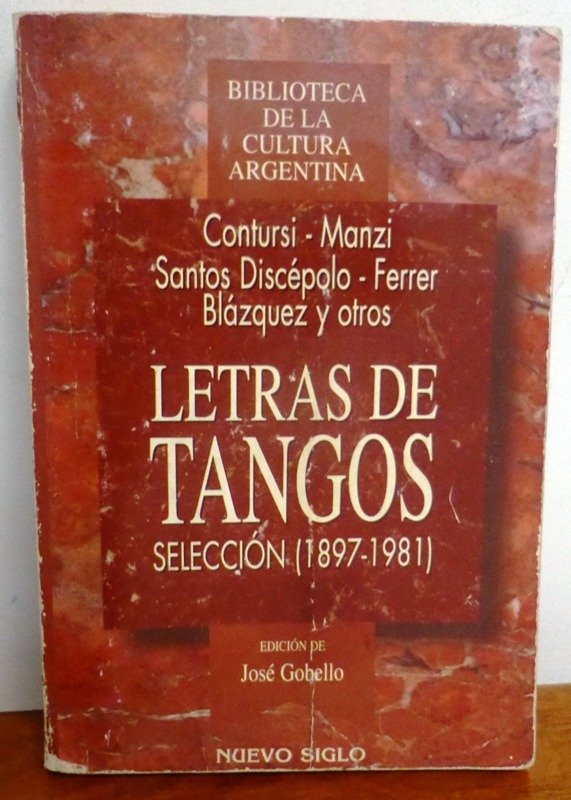 BIBLIOTECA
DE LA
CULTURA
ARGENTINA
Contursi - Manzi
Santos Discépolo - Ferrer
Blázquez y otros
LETRAS DE
TANGOS
SELECCIÓN (1897-1981)
EDICIÓN DE
José Gobello
NUEVO SIGLO